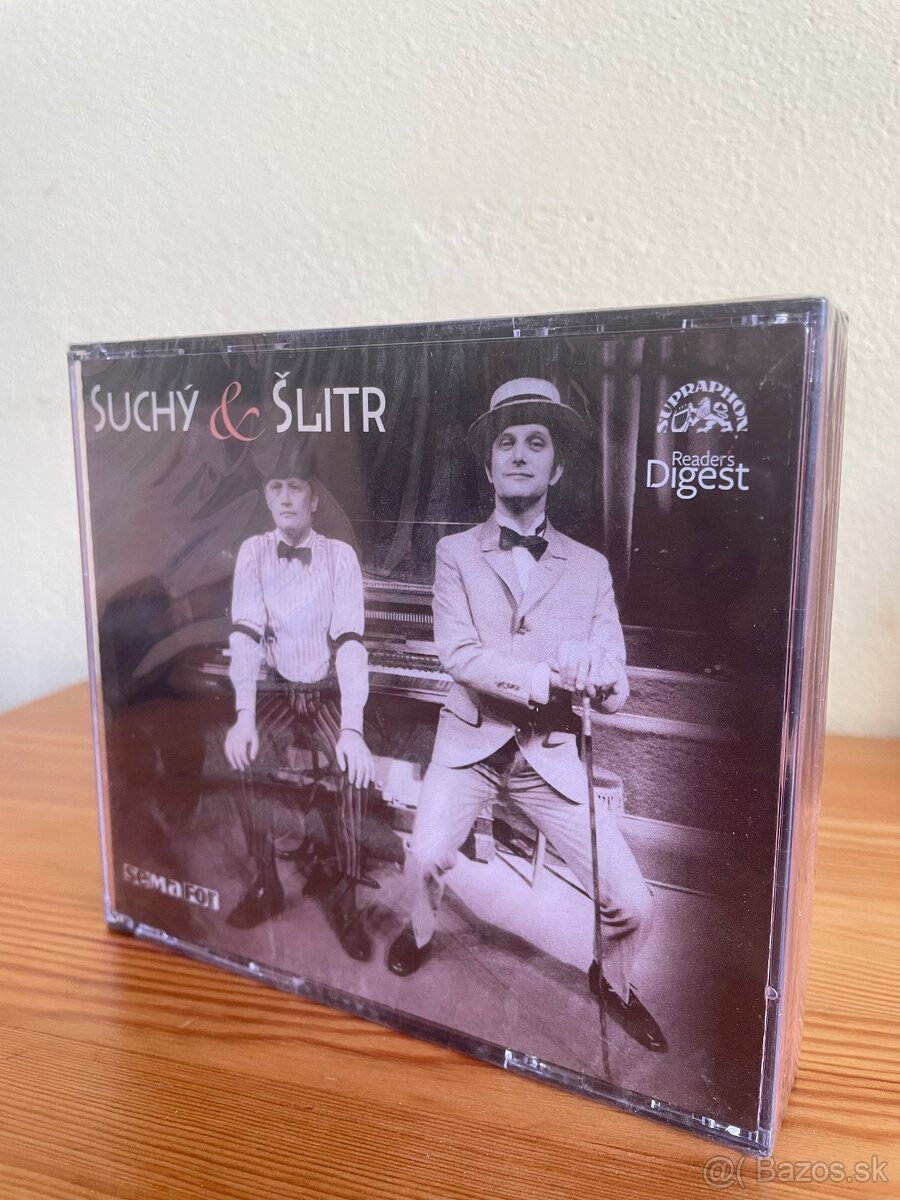 SUCHÝ & ŠLITR
SUPRAPHON
Readers
Digest
semafor
@( Bazos.sk